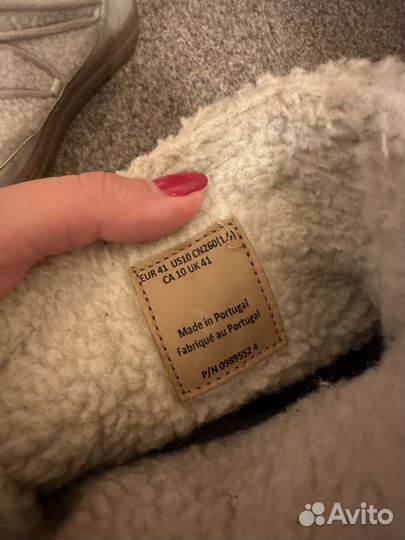 EUR 41 US10 CN260(1.5)
CA 10 UK 41
Made in Portugal
Fabriqué au Portugal
P/N 0989552 4
Avito